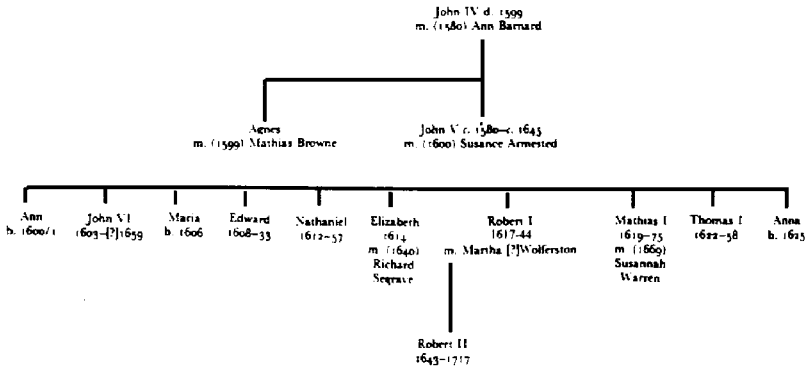 John IV d. 1599
m. (1580) Ann Barnard
Agnes
m. (1599) Mathias Browne
John V c. 1580–c. 1645
m. (1600) Susance Armested
Ann
b. 1600/1
John VI
1603–[?]1659
Maria
b. 1606
Edward
1608–33
Nathaniel
1612–57
Elizabeth
1614
m. (1640)
Richard
Segrave
Robert I
1617-44
m. Martha [?]Wolferston
Mathias I
1619–75
m. (1669)
Susannah
Warren
Thomas I
1622–58
Anna
b. 1625
Robert II
1643–1717